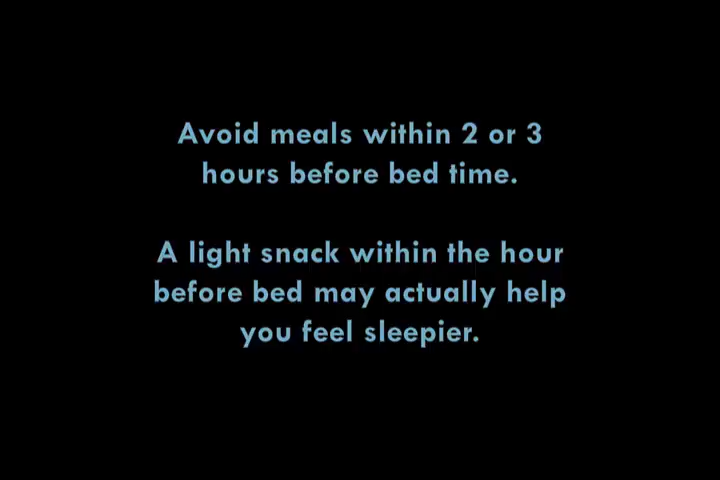 Avoid meals within 2 or 3
hours before bed time.
A light snack within the hour
before bed may actually help
you feel sleepier.